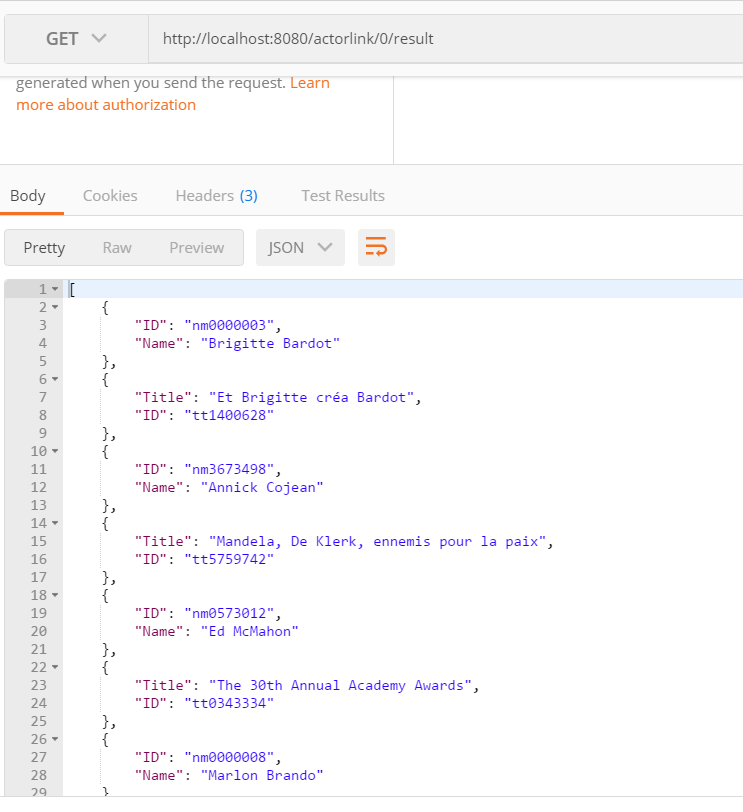 GET http://localhost:8080/actorlink/0/result
generated when you send the request. Learn
more about authorization
Body Cookies Headers (3) Test Results
Pretty Raw Preview JSON
1 [
2 {
3 "ID": "nm0000003",
4 "Name": "Brigitte Bardot"
5 },
6 {
7 "Title": "Et Brigitte créa Bardot",
8 "ID": "tt1400628"
9 },
10 {
11 "ID": "nm3673498",
12 "Name": "Annick Cojean"
13 },
14 {
15 "Title": "Mandela, De Klerk, ennemis pour la paix",
16 "ID": "tt5759742"
17 },
18 {
19 "ID": "nm0573012",
20 "Name": "Ed McMahon"
21 },
22 {
23 "Title": "The 30th Annual Academy Awards",
24 "ID": "tt0343334"
25 },
26 {
27 "ID": "nm0000008",
28 "Name": "Marlon Brando"
29 }